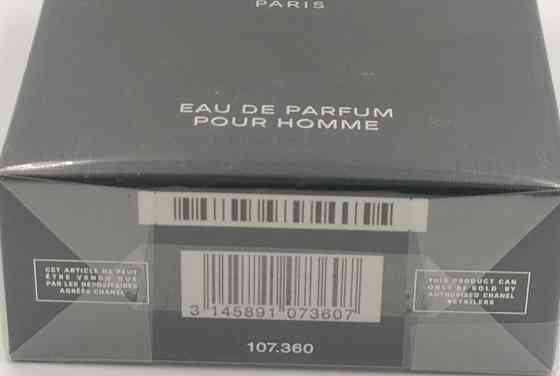 PARIS
EAU DE PARFUM
POUR HOMME
CET ARTICLE NE PEUT
ÊTRE VENDU QUE
PAR LES DÉPOSITAIRES
AGRÉÉS CHANEL
THIS PRODUCT CAN
ONLY BE SOLD BY
AUTHORISED CHANEL
RETAILERS
3 145891 073607
107.360